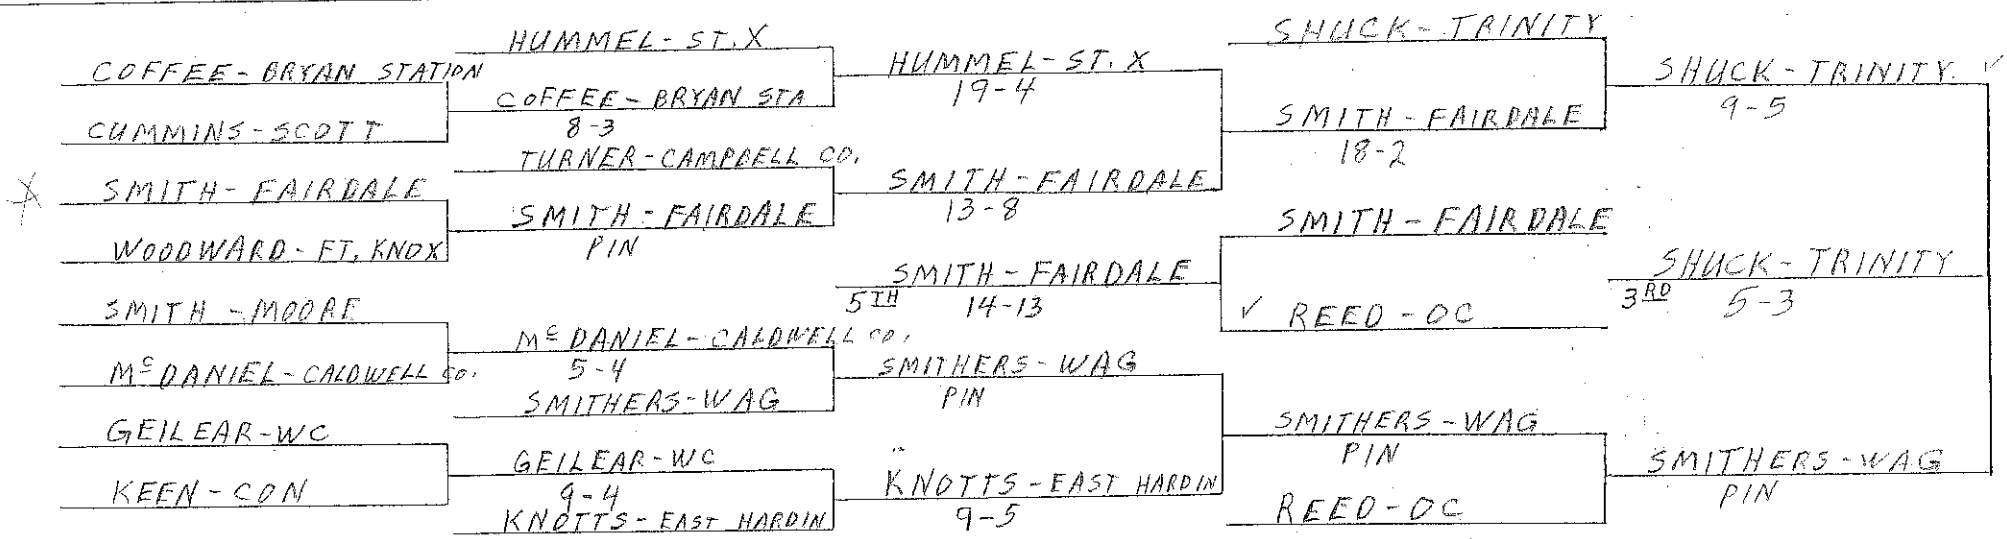 COFFEE - BRYAN STATION
CUMMINS - SCOTT
SMITH - FAIRDALE
WOODWARD - FT. KNOX
SMITH - MOORE
McDANIEL - CALDWELL CO.
GEILEAR - WC
KEEN - CON
HUMMEL - ST. X
COFFEE - BRYAN STA
8-3
TURNER - CAMPBELL CO.
SMITH - FAIRDALE
PIN
McDANIEL - CALDWELL CO.
5-4
SMITHERS - WAG
GEILEAR - WC
9-4
KNOTTS - EAST HARDIN
HUMMEL - ST. X
19-4
SMITH - FAIRDALE
13-8
SMITH - FAIRDALE
5TH 14-13
SMITHERS - WAG
PIN
KNOTTS - EAST HARDIN
9-5
SHUCK - TRINITY
SMITH - FAIRDALE
18-2
SMITH - FAIRDALE
✓ REED - OC
SMITHERS - WAG
PIN
REED - OC
SHUCK - TRINITY. ✓
9-5
SHUCK - TRINITY
3RD 5-3
SMITHERS - WAG
PIN